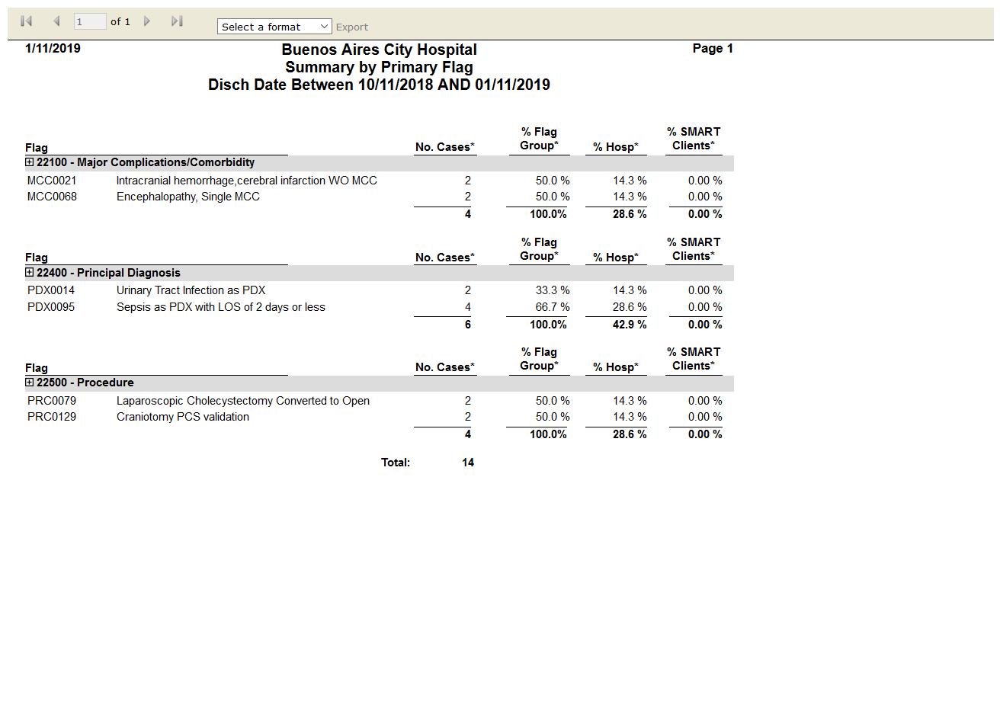 1 of 1 Select a format Export
1/11/2019 Buenos Aires City Hospital Page 1
Summary by Primary Flag
Disch Date Between 10/11/2018 AND 01/11/2019
Flag No. Cases* % Flag Group* % Hosp* % SMART Clients*
22100 - Major Complications/Comorbidity
MCC0021 Intracranial hemorrhage,cerebral infarction WO MCC 2 50.0 % 14.3 % 0.00 %
MCC0068 Encephalopathy, Single MCC 2 50.0 % 14.3 % 0.00 %
4 100.0% 28.6 % 0.00 %
Flag No. Cases* % Flag Group* % Hosp* % SMART Clients*
22400 - Principal Diagnosis
PDX0014 Urinary Tract Infection as PDX 2 33.3 % 14.3 % 0.00 %
PDX0095 Sepsis as PDX with LOS of 2 days or less 4 66.7 % 28.6 % 0.00 %
6 100.0% 42.9 % 0.00 %
Flag No. Cases* % Flag Group* % Hosp* % SMART Clients*
22500 - Procedure
PRC0079 Laparoscopic Cholecystectomy Converted to Open 2 50.0 % 14.3 % 0.00 %
PRC0129 Craniotomy PCS validation 2 50.0 % 14.3 % 0.00 %
4 100.0% 28.6 % 0.00 %
Total: 14